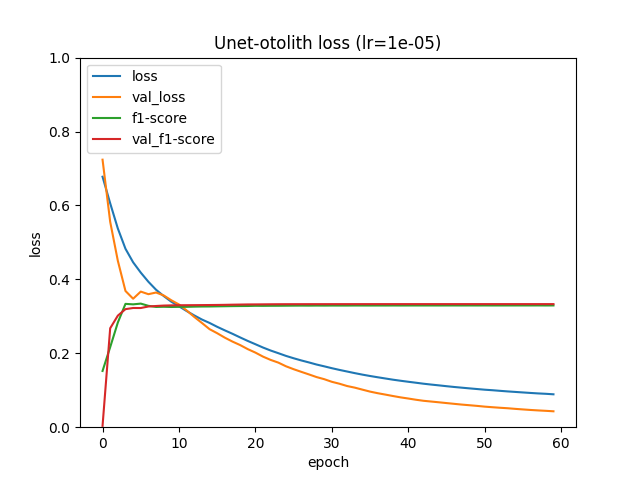 Unet-otolith loss (lr=1e-05)
loss
val_loss
f1-score
val_f1-score
loss
1.0
0.8
0.6
0.4
0.2
0.0
0 10 20 30 40 50 60
epoch